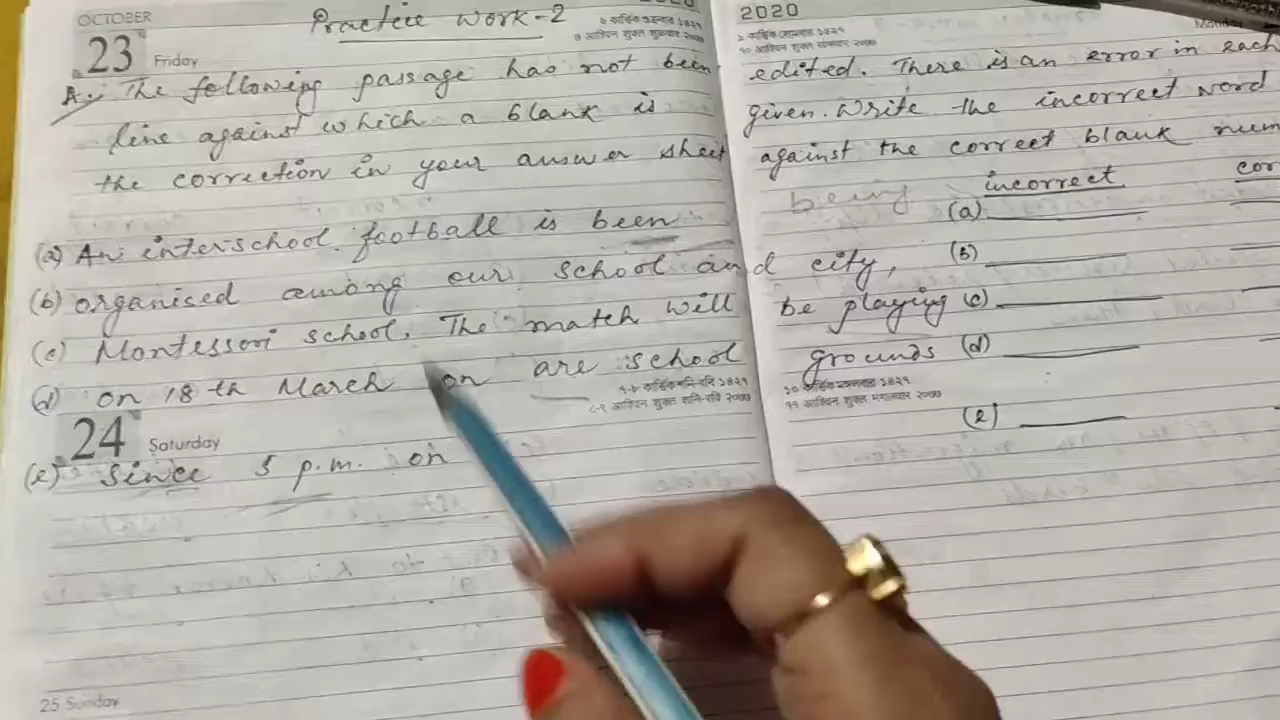 OCTOBER
23 Friday
Practice Work-2
2020
Monday
A. The following passage has not been edited. There is an error in each
line against which a blank is given. Write the incorrect word
the correction in your answer sheet against the correct blank
being
incorrect
(a) An interschool football is been (a)
(b) organised among our school and city, (b)
(c) Montessori school. The match will be playing (c)
(d) on 18th March on are school grounds (d)
24 Saturday
(e) Since 5 p.m. on (e)
25 Sunday